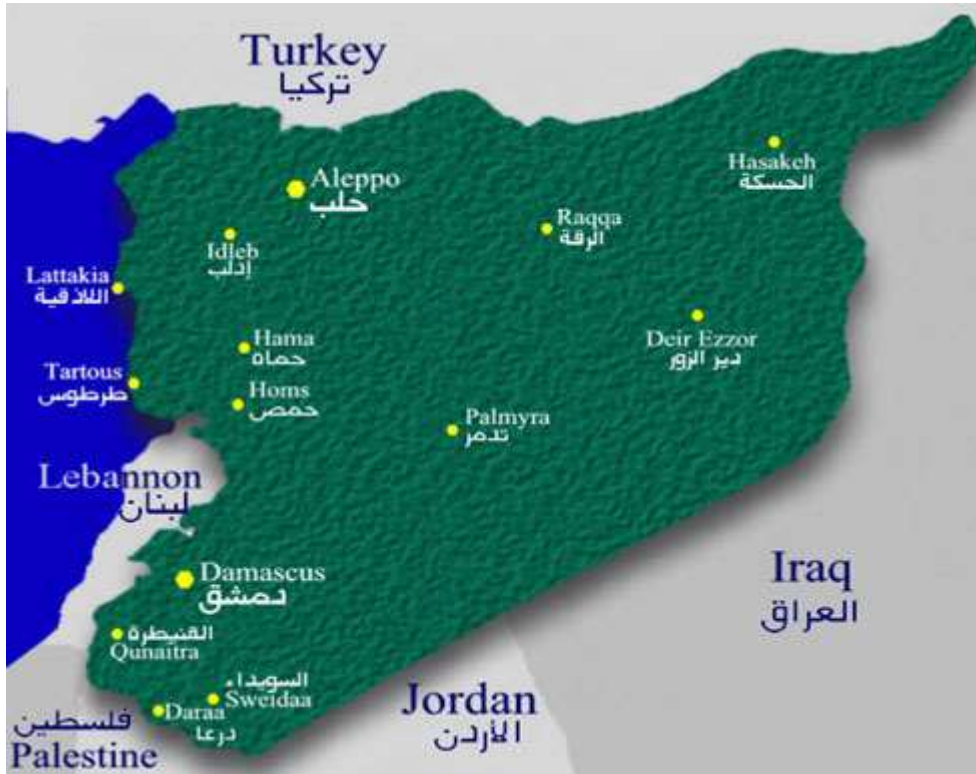 Turkey
تركيا
Hasakeh
الحسكة
Aleppo
حلب
Raqqa
الرقة
Idleb
إدلب
Lattakia
اللاذقية
Hama
حماه
Deir Ezzor
دير الزور
Tartous
طرطوس
Homs
حمص
Palmyra
تدمر
Lebannon
لبنان
Damascus
دمشق
Iraq
العراق
القنيطرة
Qunaitra
السويداء
Sweidaa
Daraa
درعا
Jordan
الأردن
فلسطين
Palestine